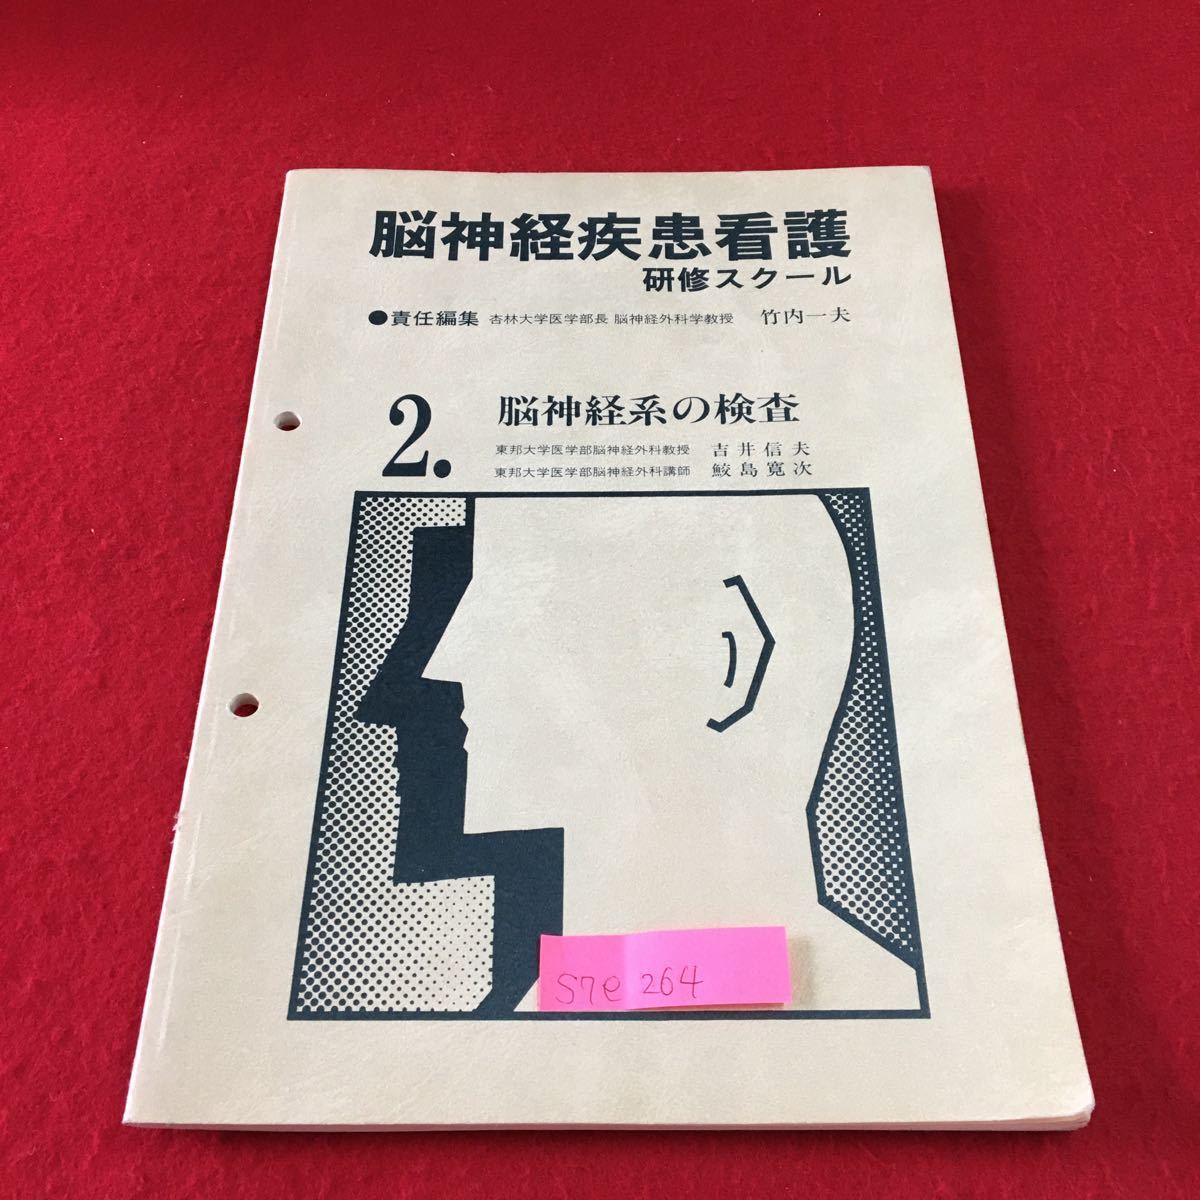 脳神経疾患看護
研修スクール
●責任編集 杏林大学医学部長 脳神経外科学教授 竹内一夫
2. 脳神経系の検査
東邦大学医学部脳神経外科教授 吉井信夫
東邦大学医学部脳神経外科講師 鮫島寛次
S7e 264